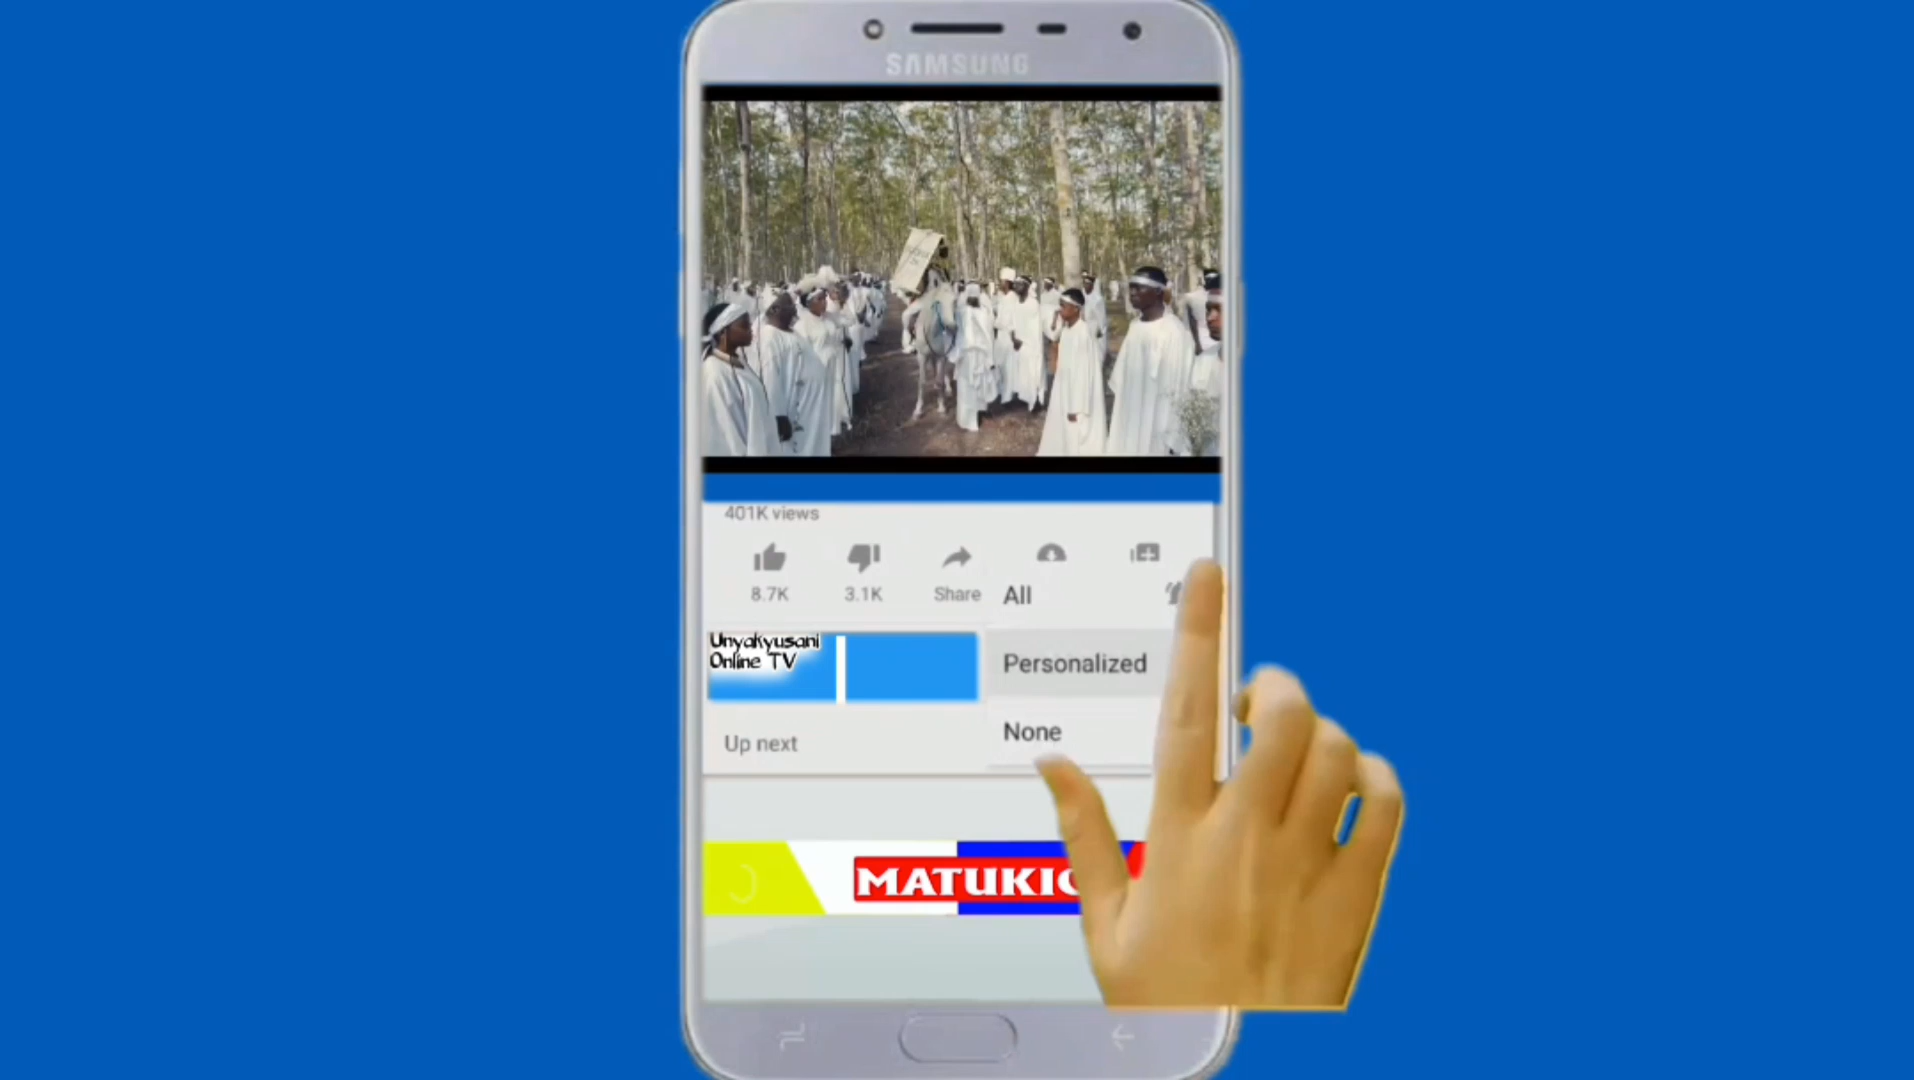 SAMSUNG
401K views
8.7K
3.1K
Share
All
Unyakyusani
Online TV
Personalized
None
Up next